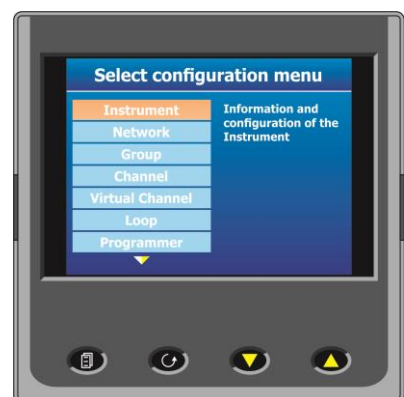 Select configuration menu
Instrument
Network
Group
Channel
Virtual Channel
Loop
Programmer
Information and
configuration of the
Instrument